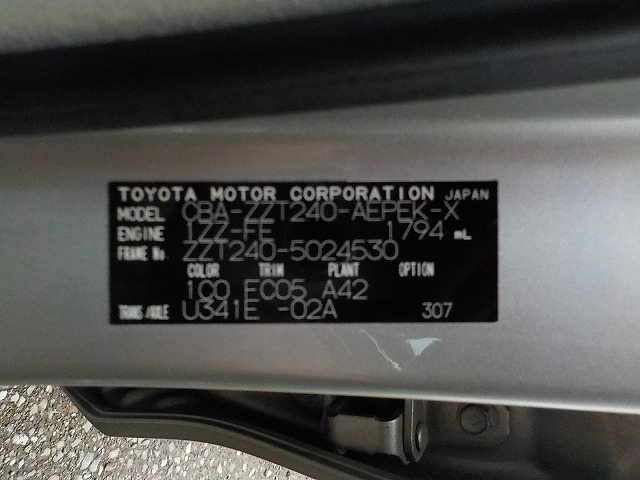 TOYOTA MOTOR CORPORATION JAPAN
MODEL CBA-ZZT240-AEPEK-X
ENGINE 1ZZ-FE 1794 mL
FRAME No ZZT240-5024530
COLOR TRIM PLANT OPTION
1C0 FC05 A42
TRANS/AXLE U341E -02A 307